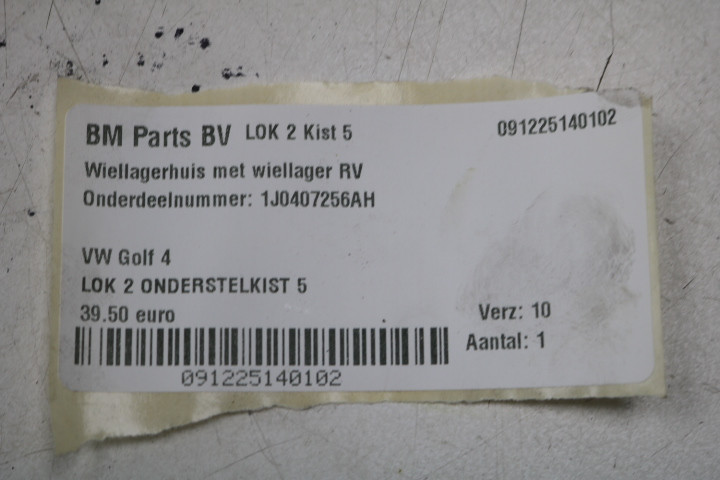 BM Parts BV LOK 2 Kist 5
091225140102
Wiellagerhuis met wiellager RV
Onderdeelnummer: 1J0407256AH
VW Golf 4
LOK 2 ONDERSTELKIST 5
39.50 euro
Verz: 10
Aantal: 1
091225140102